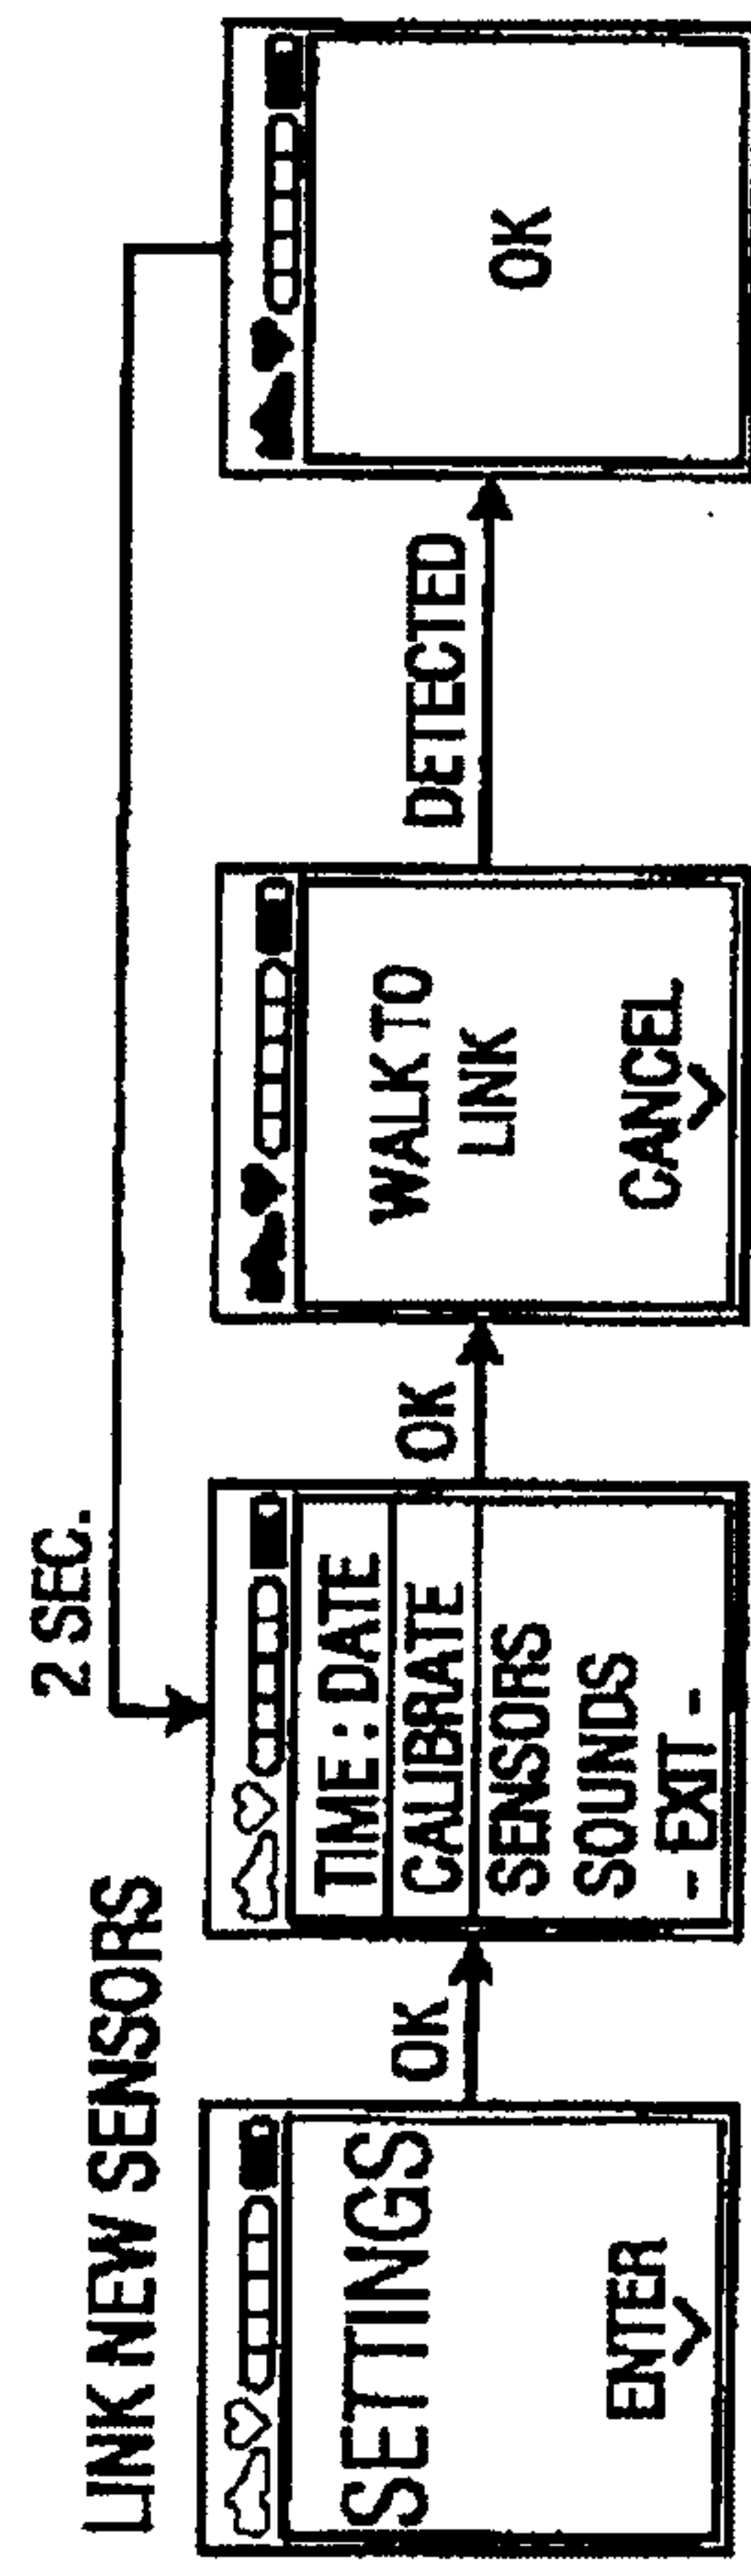 LINK NEW SENSORS
2 SEC.
SETTINGS
ENTER
OK
TIME : DATE
CALIBRATE
SENSORS
SOUNDS
- EXIT -
OK
WALK TO
LINK
CANCEL
DETECTED
OK